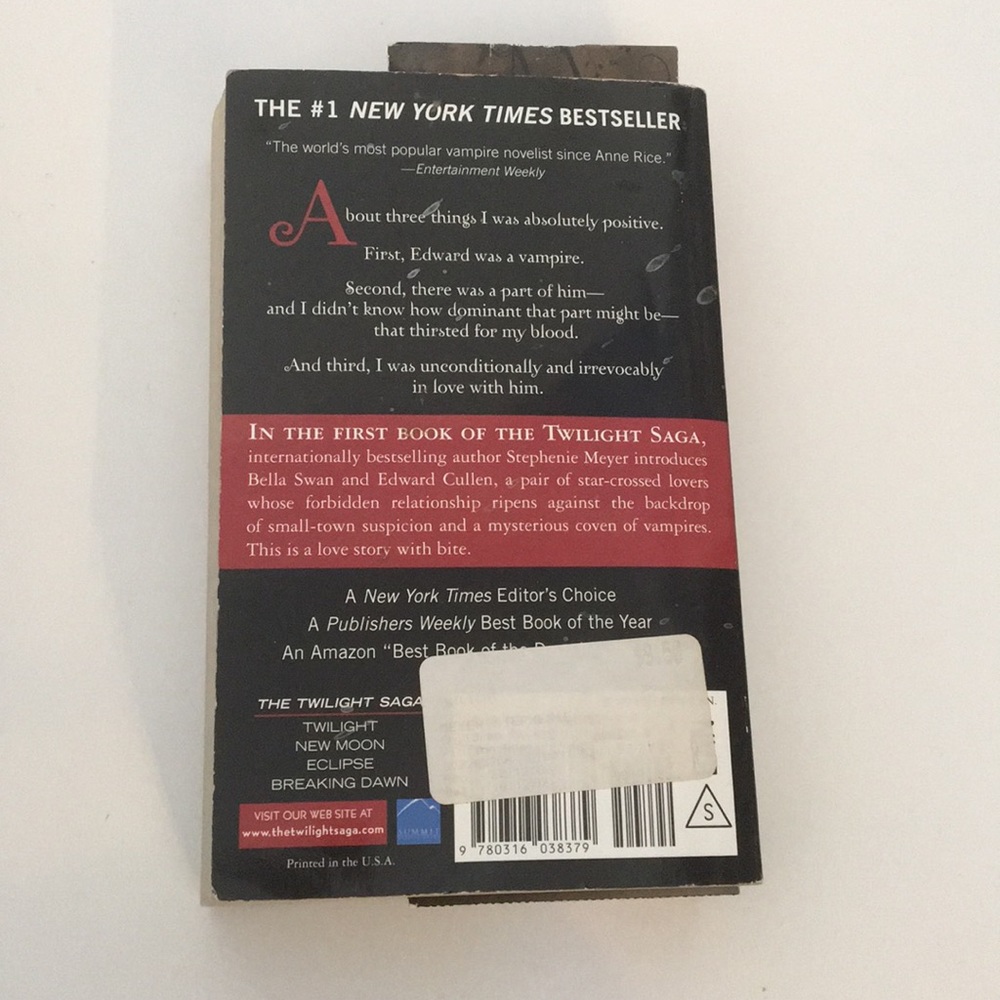 THE #1 NEW YORK TIMES BESTSELLER
“The world’s most popular vampire novelist since Anne Rice.”
—Entertainment Weekly
About three things I was absolutely positive.
First, Edward was a vampire.
Second, there was a part of him—
and I didn’t know how dominant that part might be—
that thirsted for my blood.
And third, I was unconditionally and irrevocably
in love with him.
IN THE FIRST BOOK OF THE TWILIGHT SAGA,
internationally bestselling author Stephenie Meyer introduces
Bella Swan and Edward Cullen, a pair of star-crossed lovers
whose forbidden relationship ripens against the backdrop
of small-town suspicion and a mysterious coven of vampires.
This is a love story with bite.
A New York Times Editor’s Choice
A Publishers Weekly Best Book of the Year
An Amazon “Best Book of the
THE TWILIGHT SAGA
TWILIGHT
NEW MOON
ECLIPSE
BREAKING DAWN
VISIT OUR WEB SITE AT
www.thetwilightsaga.com
SUMMIT
Printed in the U.S.A.
9 780316 038379
S